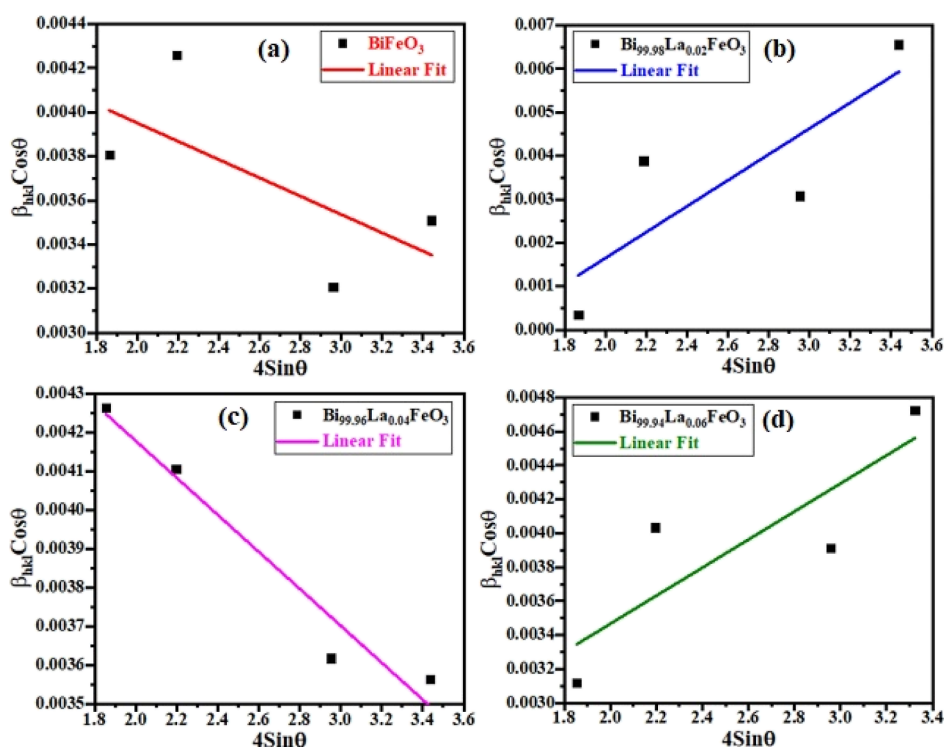 (a)
BiFeO₃
Linear Fit
0.0044
0.0042
0.0040
0.0038
0.0036
0.0034
0.0032
0.0030
βhklCosθ
1.8 2.0 2.2 2.4 2.6 2.8 3.0 3.2 3.4 3.6
4Sinθ
Bi₉₉.₉₈La₀.₀₂FeO₃
Linear Fit
(b)
0.007
0.006
0.005
0.004
0.003
0.002
0.001
0.000
βhklCosθ
1.8 2.0 2.2 2.4 2.6 2.8 3.0 3.2 3.4 3.6
4Sinθ
(c)
Bi₉₉.₉₆La₀.₀₄FeO₃
Linear Fit
0.0043
0.0042
0.0041
0.0040
0.0039
0.0038
0.0037
0.0036
0.0035
βhklCosθ
1.8 2.0 2.2 2.4 2.6 2.8 3.0 3.2 3.4 3.6
4Sinθ
Bi₉₉.₉₄La₀.₀₆FeO₃
Linear Fit
(d)
0.0048
0.0046
0.0044
0.0042
0.0040
0.0038
0.0036
0.0034
0.0032
0.0030
βhklCosθ
1.8 2.0 2.2 2.4 2.6 2.8 3.0 3.2 3.4
4Sinθ